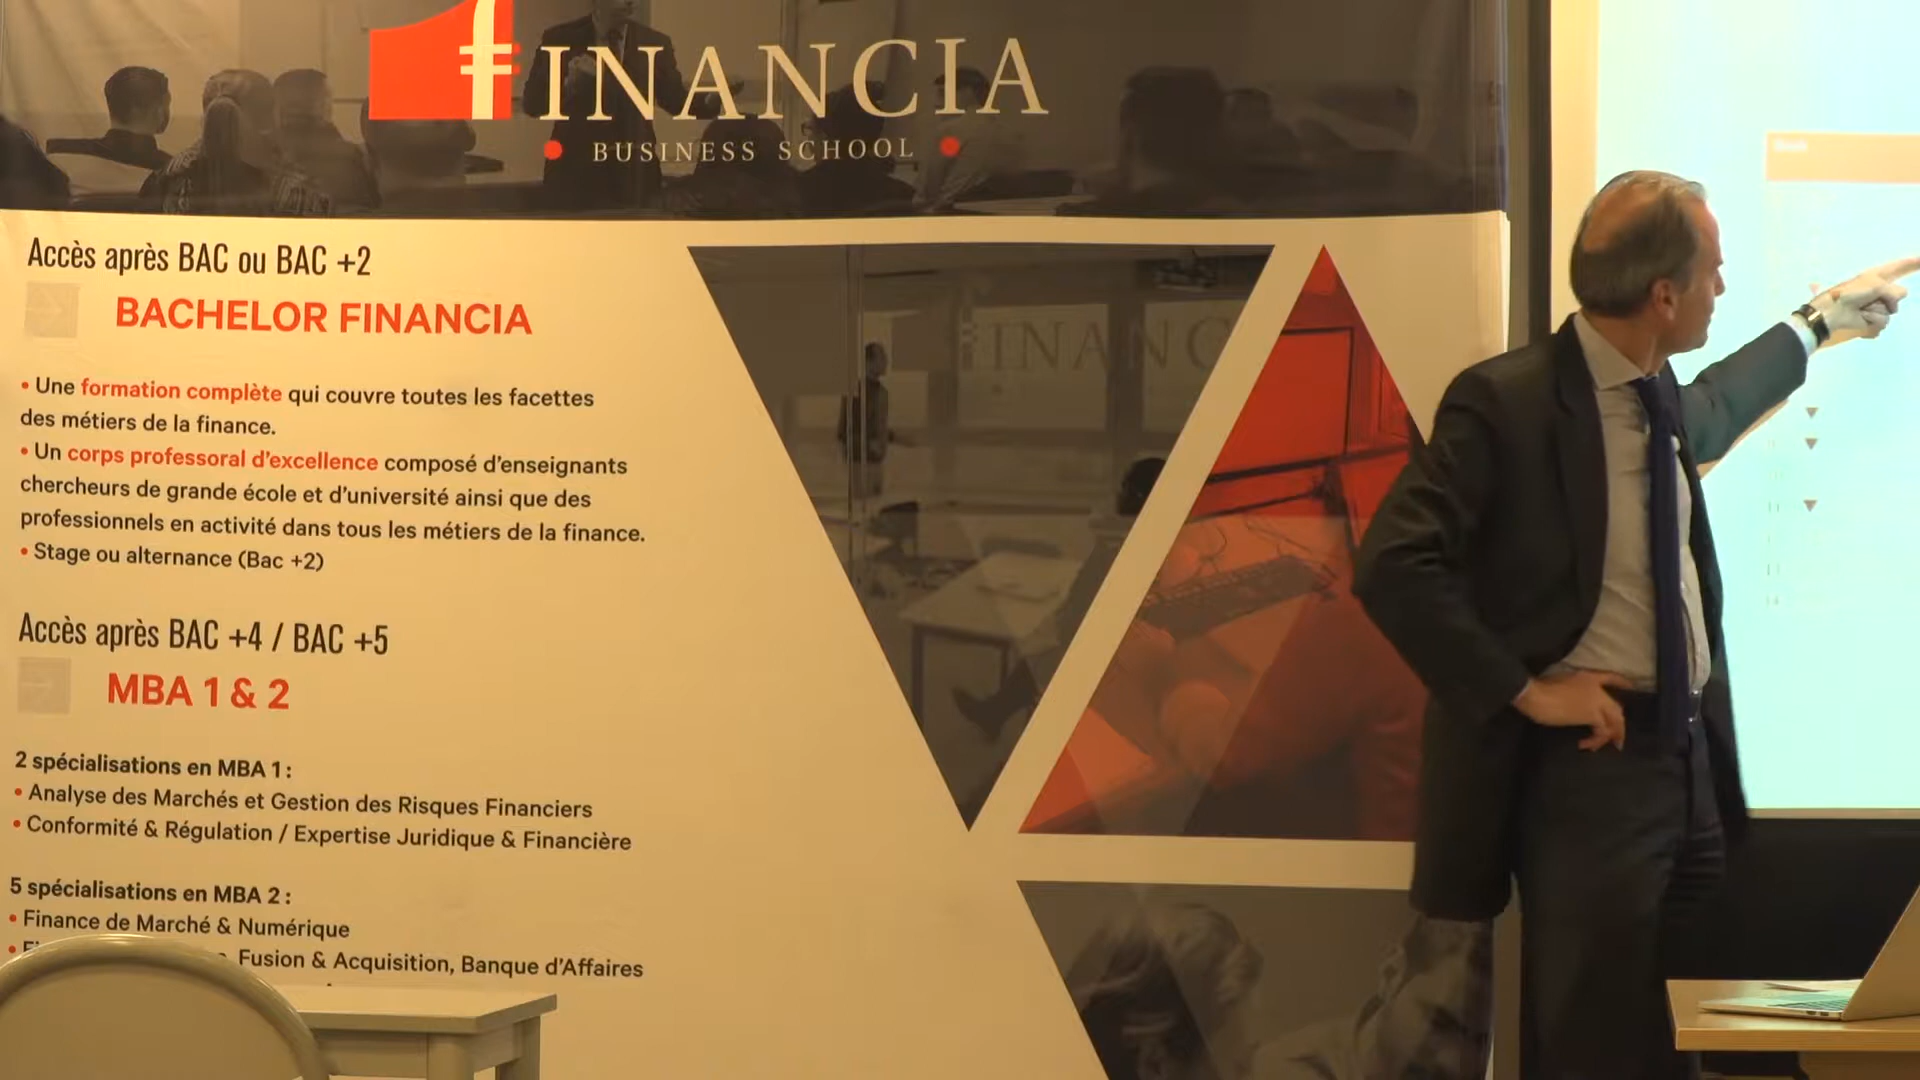 FINANCIA
BUSINESS SCHOOL
Accès après BAC ou BAC +2
BACHELOR FINANCIA
• Une formation complète qui couvre toutes les facettes
des métiers de la finance.
• Un corps professoral d'excellence composé d'enseignants
chercheurs de grande école et d'université ainsi que des
professionnels en activité dans tous les métiers de la finance.
• Stage ou alternance (Bac +2)
Accès après BAC +4 / BAC +5
MBA 1 & 2
2 spécialisations en MBA 1 :
• Analyse des Marchés et Gestion des Risques Financiers
• Conformité & Régulation / Expertise Juridique & Financière
5 spécialisations en MBA 2 :
• Finance de Marché & Numérique
• Fusion & Acquisition, Banque d'Affaires
INANC